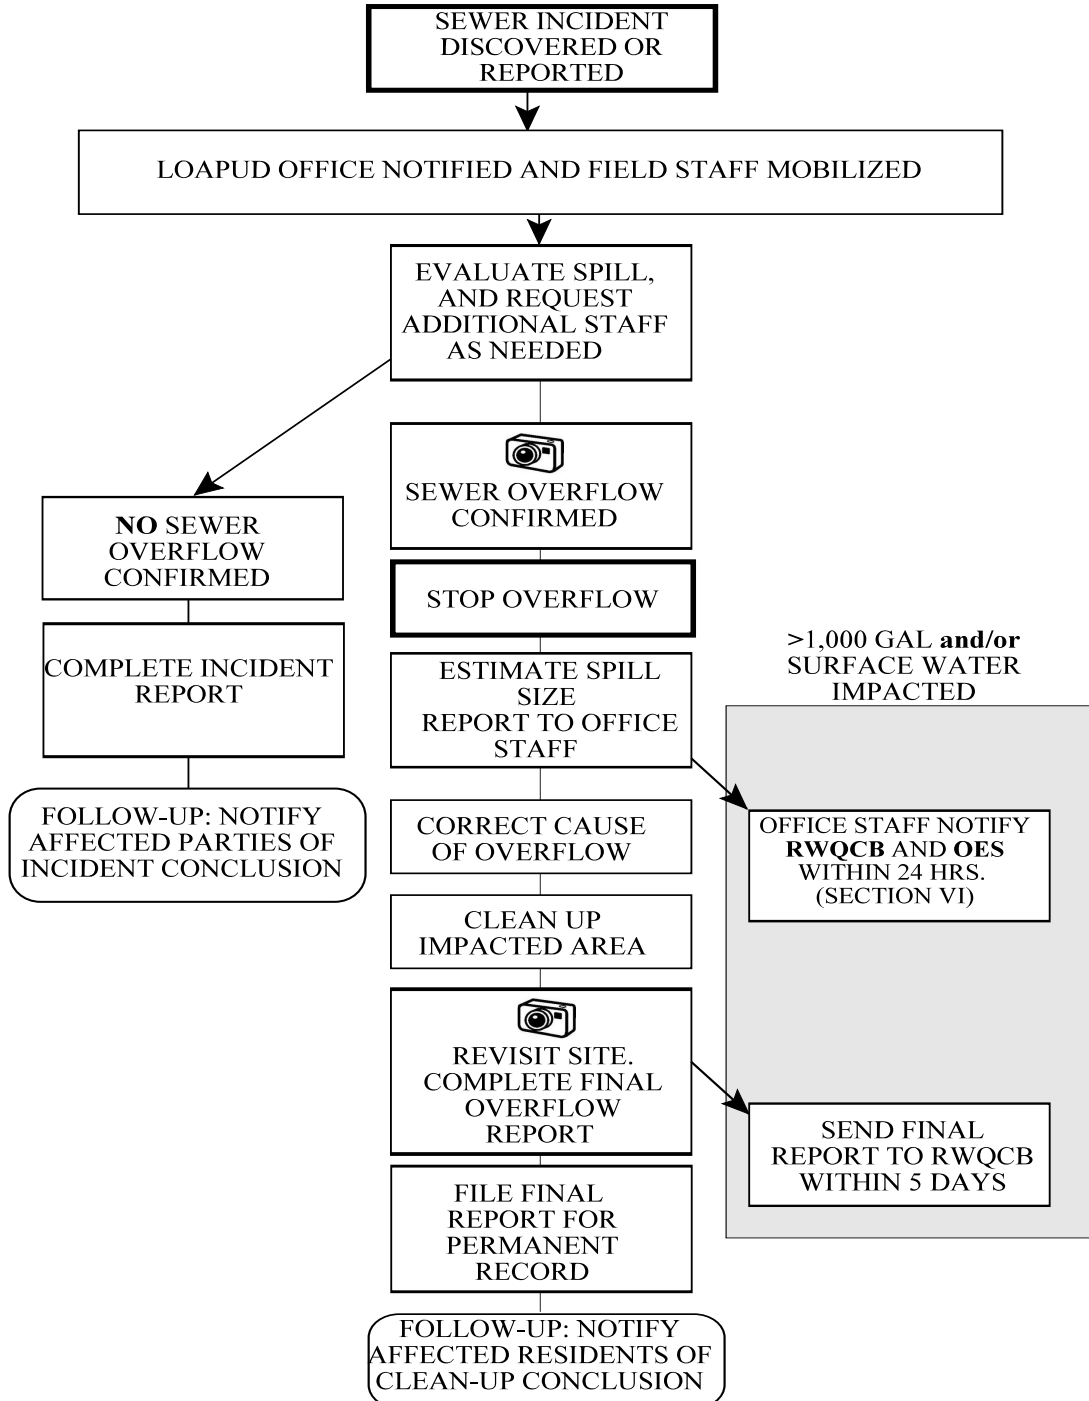 SEWER INCIDENT
DISCOVERED OR
REPORTED
LOAPUD OFFICE NOTIFIED AND FIELD STAFF MOBILIZED
EVALUATE SPILL,
AND REQUEST
ADDITIONAL STAFF
AS NEEDED
SEWER OVERFLOW
CONFIRMED
NO SEWER
OVERFLOW
CONFIRMED
STOP OVERFLOW
COMPLETE INCIDENT
REPORT
ESTIMATE SPILL
SIZE
REPORT TO OFFICE
STAFF
>1,000 GAL and/or
SURFACE WATER
IMPACTED
FOLLOW-UP: NOTIFY
AFFECTED PARTIES OF
INCIDENT CONCLUSION
CORRECT CAUSE
OF OVERFLOW
OFFICE STAFF NOTIFY
RWQCB AND OES
WITHIN 24 HRS.
(SECTION VI)
CLEAN UP
IMPACTED AREA
REVISIT SITE.
COMPLETE FINAL
OVERFLOW
REPORT
SEND FINAL
REPORT TO RWQCB
WITHIN 5 DAYS
FILE FINAL
REPORT FOR
PERMANENT
RECORD
FOLLOW-UP: NOTIFY
AFFECTED RESIDENTS OF
CLEAN-UP CONCLUSION